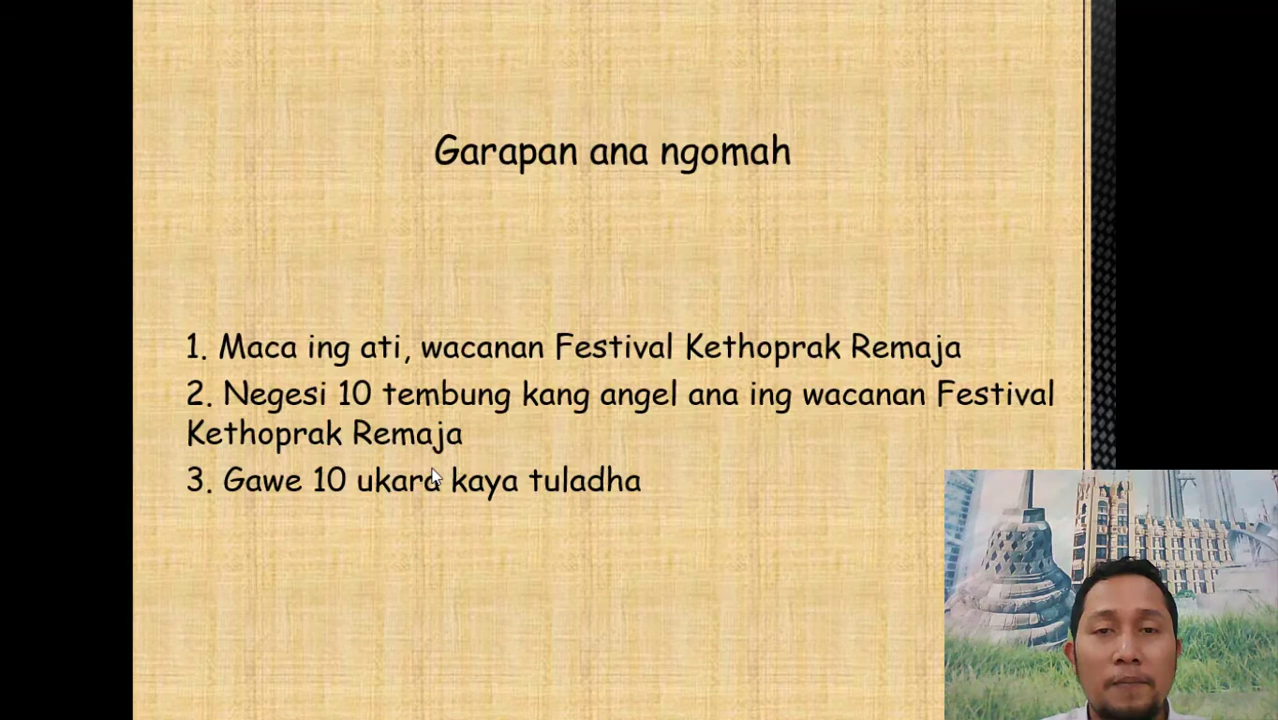 Garapan ana ngomah
1. Maca ing ati, wacanan Festival Kethoprak Remaja
2. Negesi 10 tembung kang angel ana ing wacanan Festival
Kethoprak Remaja
3. Gawe 10 ukara kaya tuladha